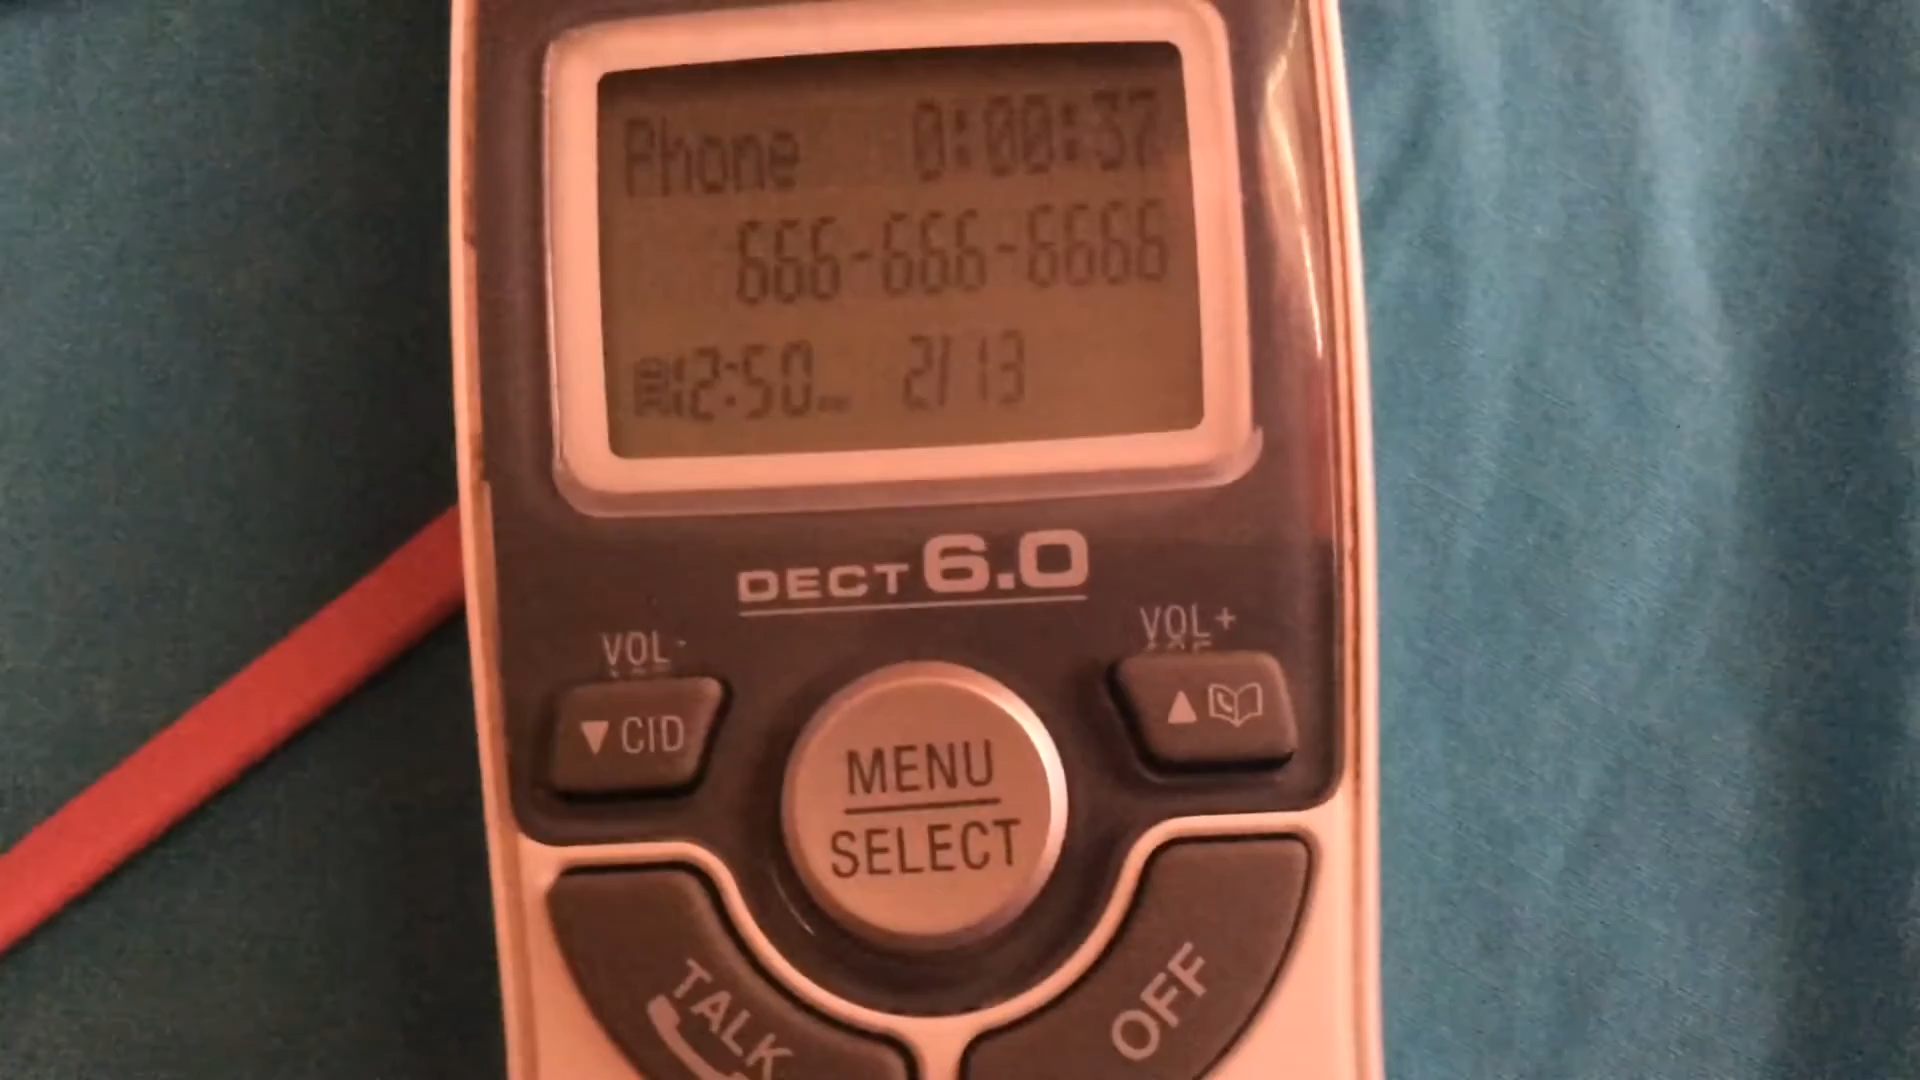 Phone 0:00:37
666-666-6666
12:50 2/13
DECT 6.0
VOL-
VOL+
▼ CID
▲
MENU
SELECT
TALK
OFF